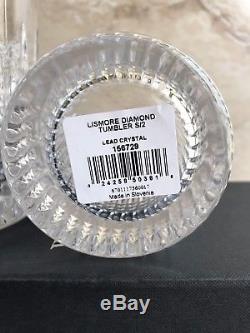 LISMORE DIAMOND
TUMBLER S/2
LEAD CRYSTAL
156729
Made in Slovenia